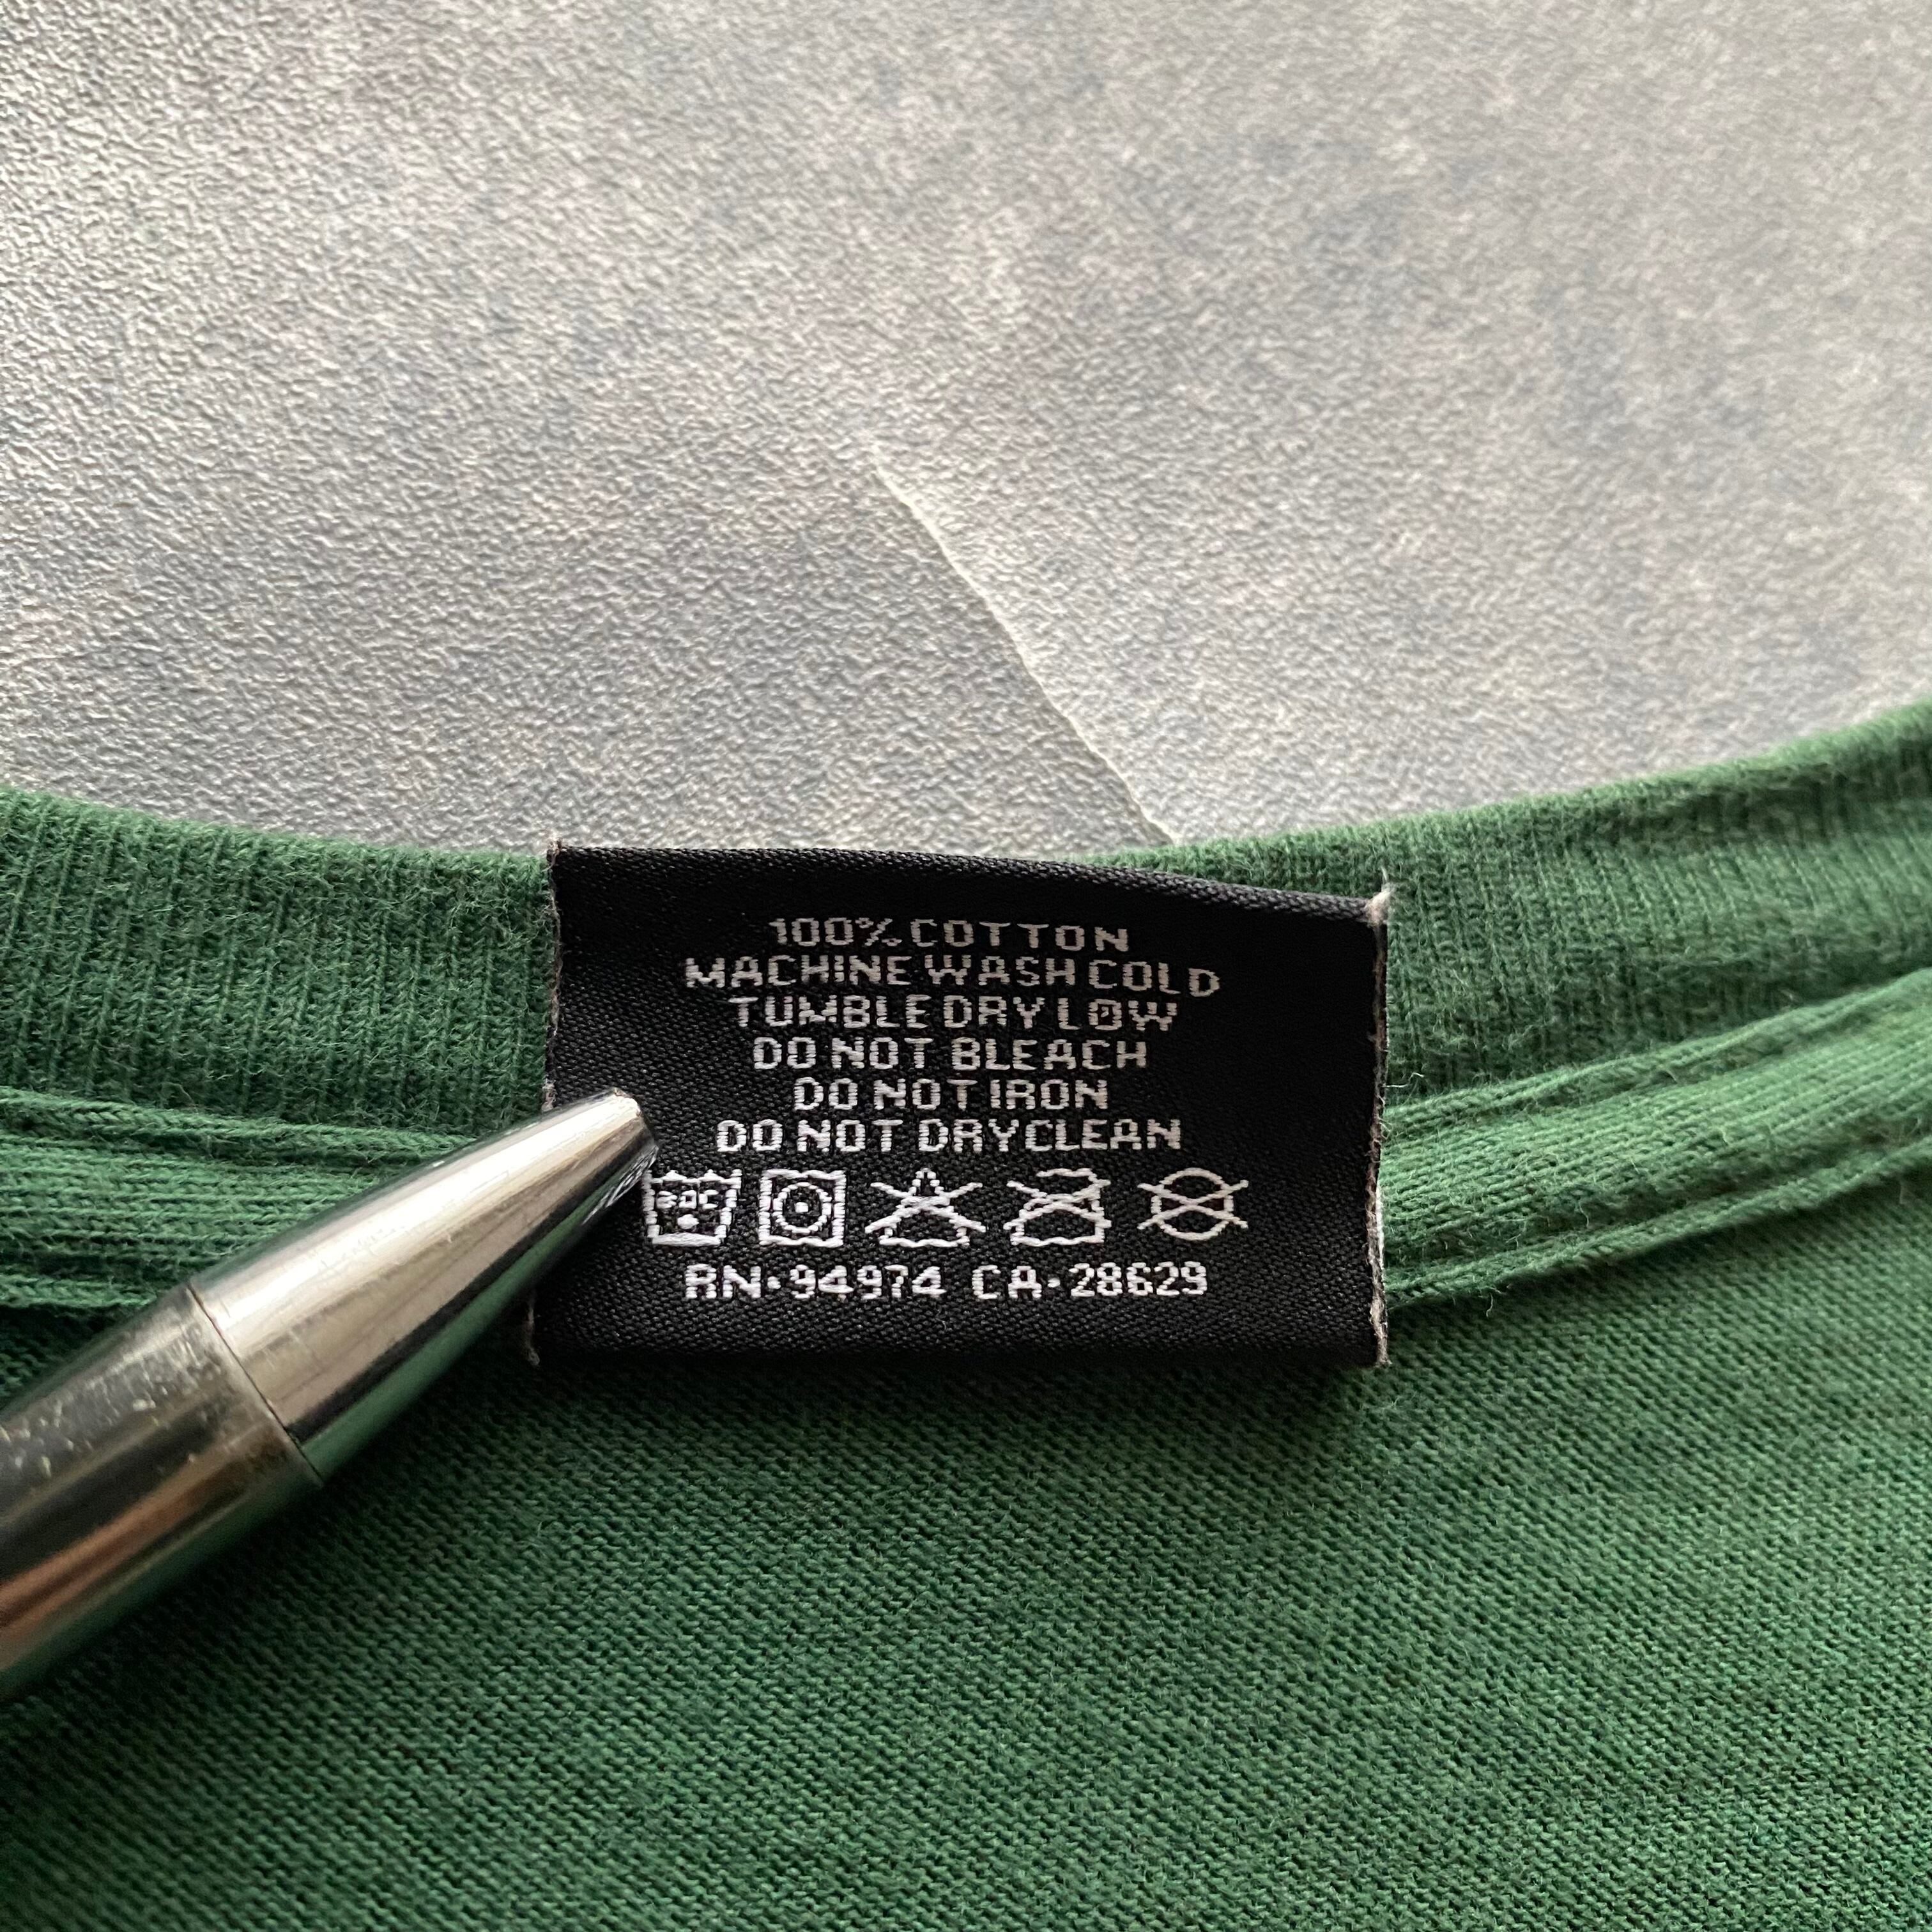 100% COTTON
MACHINE WASH COLD
TUMBLE DRY LOW
DO NOT BLEACH
DO NOT IRON
DO NOT DRYCLEAN
30C
RN·94974 CA·28629